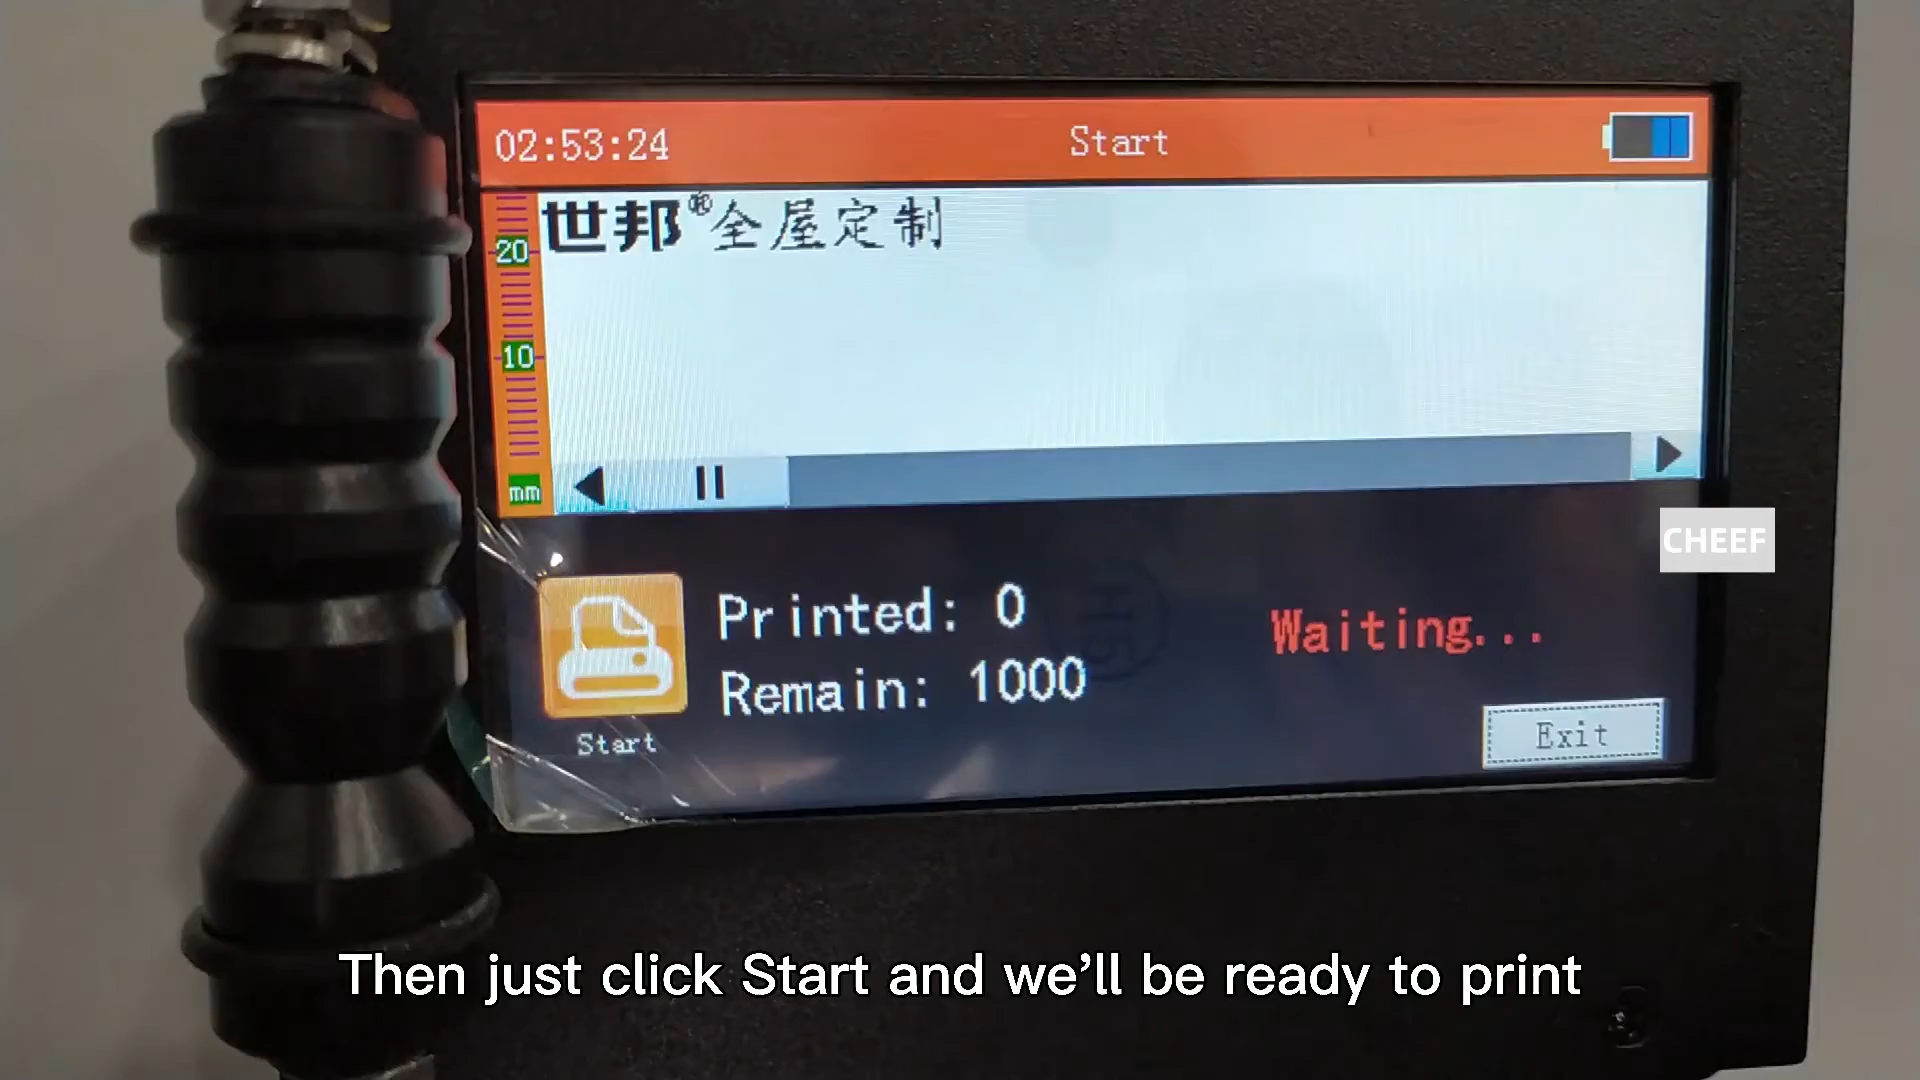 02:53:24
Start
世邦®全屋定制
20
10
mm
CHEEF
Printed: 0
Remain: 1000
Waiting...
Start
Exit
Then just click Start and we'll be ready to print